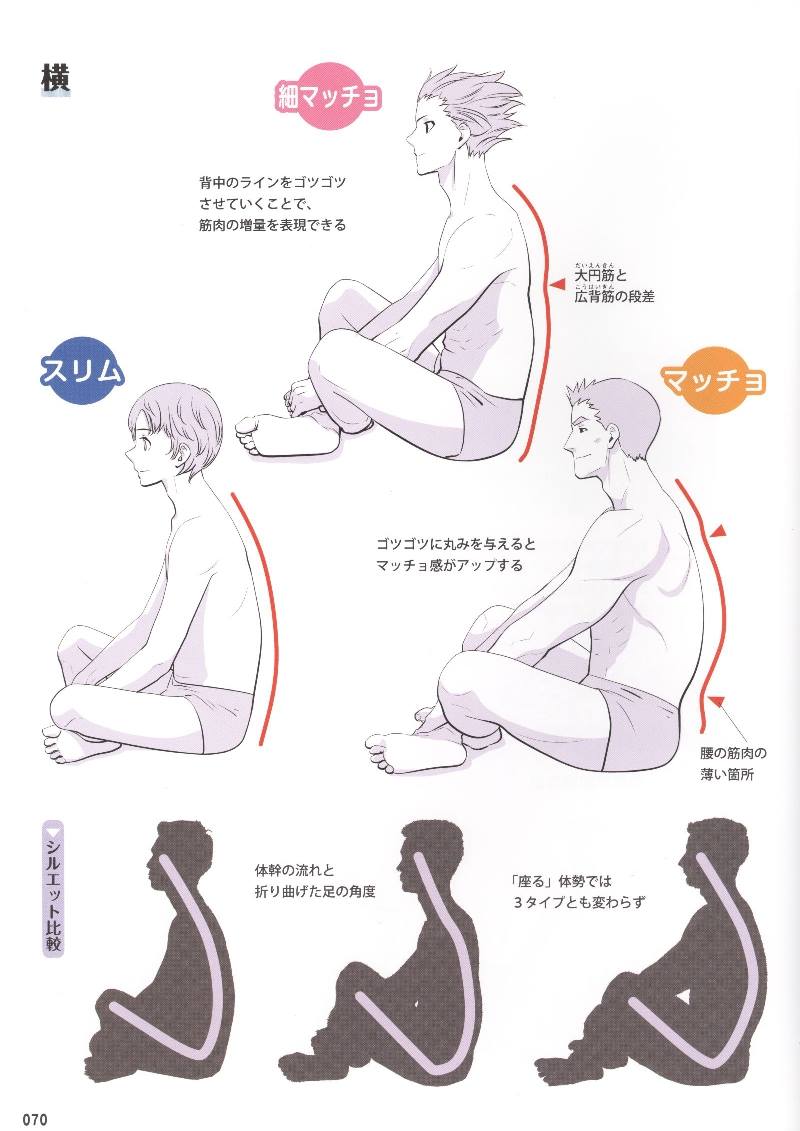 横
細マッチョ
背中のラインをゴツゴツ
させていくことで、
筋肉の増量を表現できる
だいえんきん
大円筋と
こうはいきん
広背筋の段差
スリム
マッチョ
ゴツゴツに丸みを与えると
マッチョ感がアップする
腰の筋肉の
薄い箇所
▽シルエット比較
体幹の流れと
折り曲げた足の角度
「座る」体勢では
3タイプとも変わらず
070